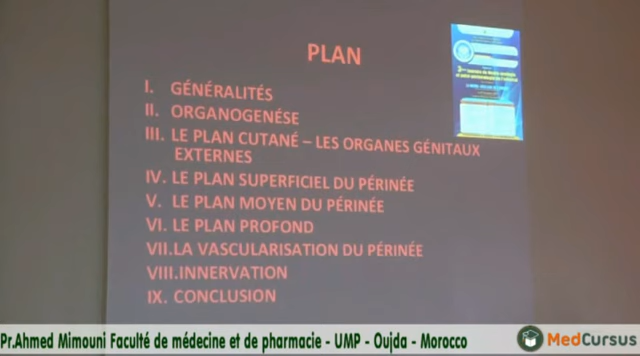 PLAN
I. GÉNÉRALITÉS
II. ORGANOGENÉSE
III. LE PLAN CUTANÉ – LES ORGANES GÉNITAUX
EXTERNES
IV. LE PLAN SUPERFICIEL DU PÉRINÉE
V. LE PLAN MOYEN DU PÉRINÉE
VI. LE PLAN PROFOND
VII.LA VASCULARISATION DU PÉRINÉE
VIII.INNERVATION
IX. CONCLUSION
Pr.Ahmed Mimouni Faculté de médecine et de pharmacie - UMP - Oujda - Morocco
MedCursus